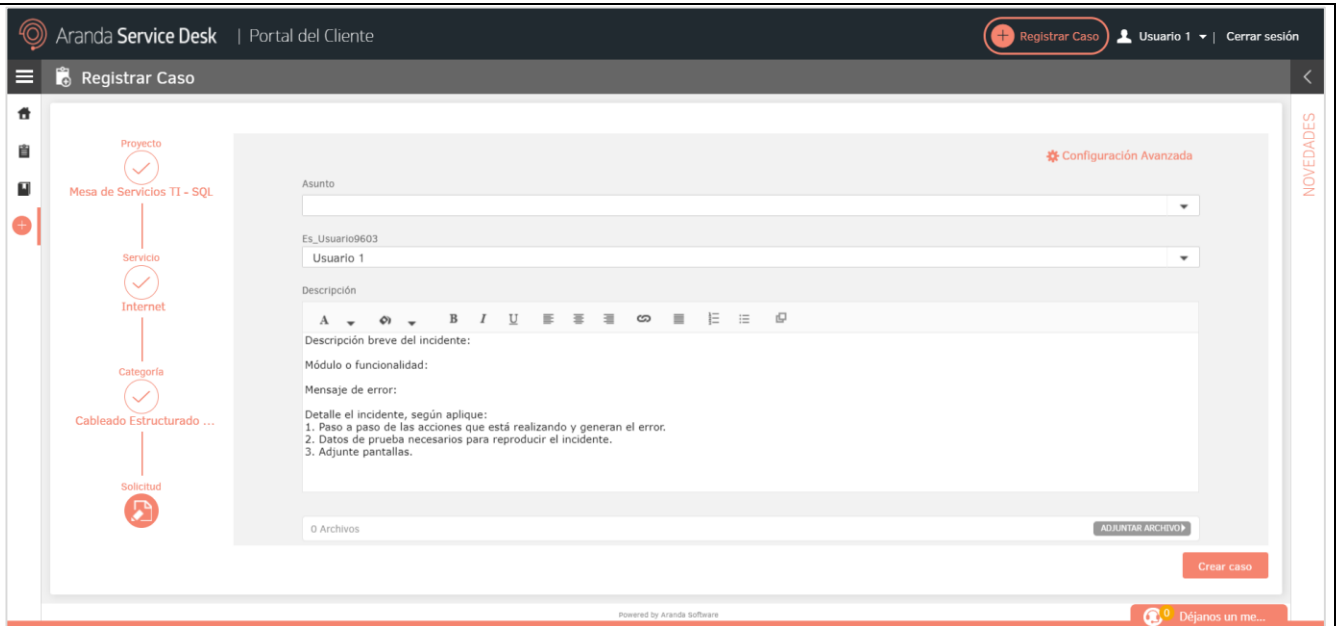 Aranda Service Desk | Portal del Cliente
Registrar Caso
Usuario 1 | Cerrar sesión
Registrar Caso
NOVEDADES
Proyecto
Mesa de Servicios TI - SQL
Servicio
Internet
Categoría
Cableado Estructurado ...
Solicitud
Configuración Avanzada
Asunto
Es_Usuario9603
Usuario 1
Descripción
A B I U
Descripción breve del incidente:
Módulo o funcionalidad:
Mensaje de error:
Detalle el incidente, según aplique:
1. Paso a paso de las acciones que está realizando y generan el error.
2. Datos de prueba necesarios para reproducir el incidente.
3. Adjunte pantallas.
0 Archivos
ADJUNTAR ARCHIVO
Crear caso
Powered by Aranda Software
0 Déjanos un me...